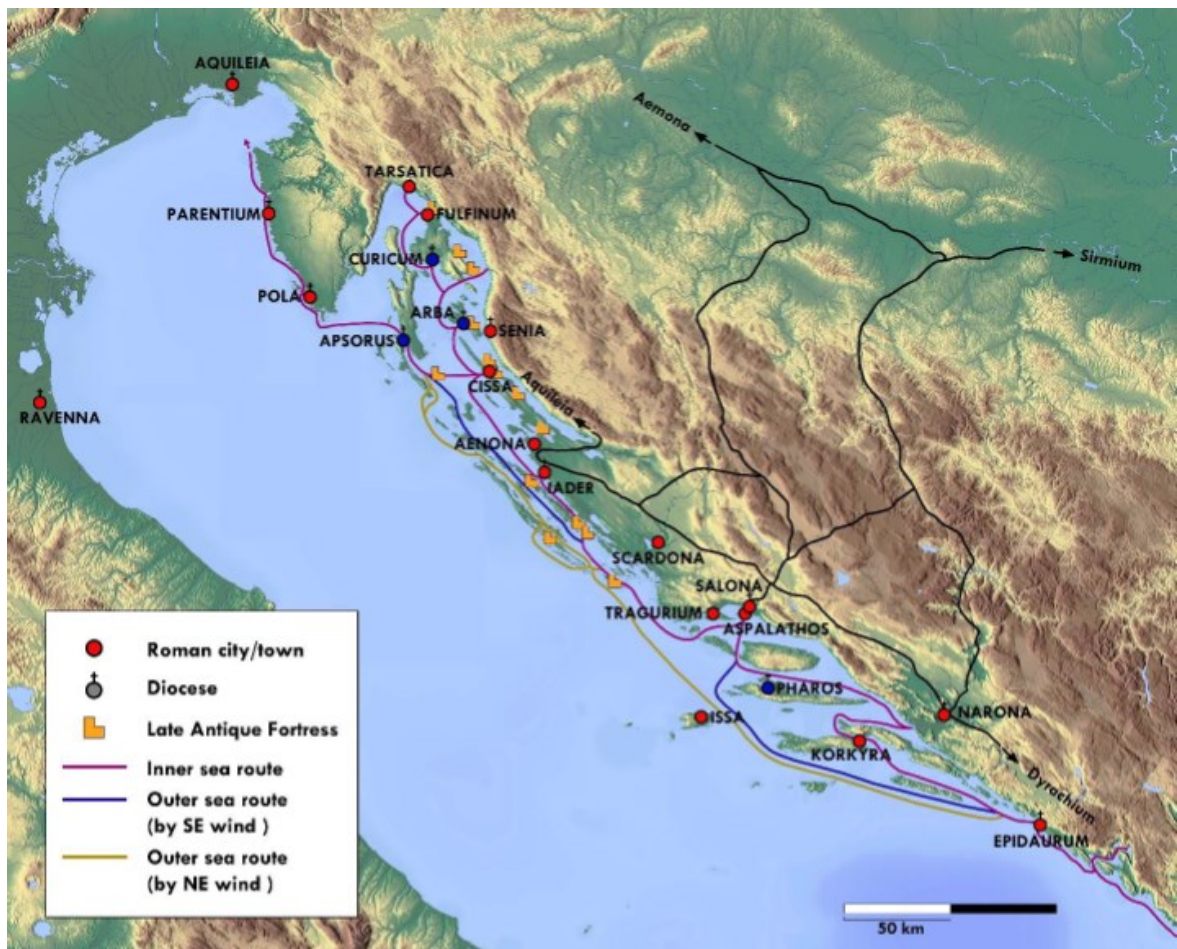 AQUILEIA
Aemona
TARSATICA
PARENTIUM
FULFINUM
CURICUM
Sirmium
POLA
ARBA
SENIA
APSORUS
CISSA
Aquileia
RAVENNA
AENONA
IADER
SCARDONA
SALONA
TRAGURIUM
ASPALATHOS
PHAROS
ISSA
NARONA
KORKYRA
Dyrachium
EPIDAURUM
Roman city/town
Diocese
Late Antique Fortress
Inner sea route
Outer sea route
(by SE wind )
Outer sea route
(by NE wind )
50 km